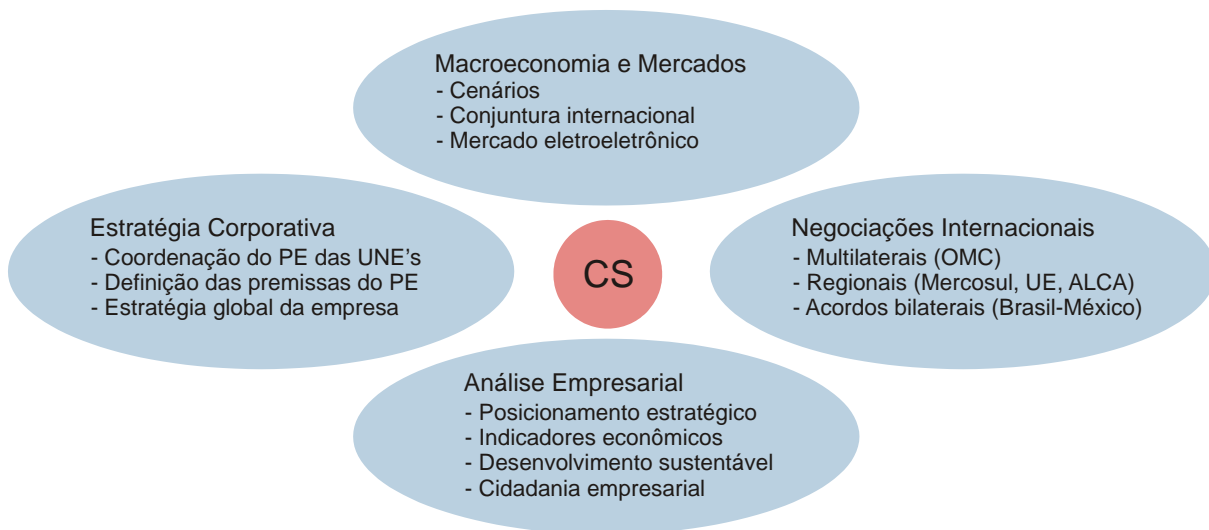 Macroeconomia e Mercados
- Cenários
- Conjuntura internacional
- Mercado eletroeletrônico
Estratégia Corporativa
- Coordenação do PE das UNE’s
- Definição das premissas do PE
- Estratégia global da empresa
CS
Negociações Internacionais
- Multilaterais (OMC)
- Regionais (Mercosul, UE, ALCA)
- Acordos bilaterais (Brasil-México)
Análise Empresarial
- Posicionamento estratégico
- Indicadores econômicos
- Desenvolvimento sustentável
- Cidadania empresarial